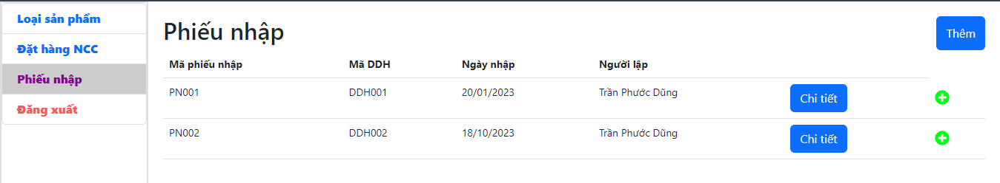 Loại sản phẩm
Đặt hàng NCC
Phiếu nhập
Đăng xuất
Phiếu nhập
Thêm
Mã phiếu nhập Mã DDH Ngày nhập Người lập
PN001 DDH001 20/01/2023 Trần Phước Dũng Chi tiết
PN002 DDH002 18/10/2023 Trần Phước Dũng Chi tiết